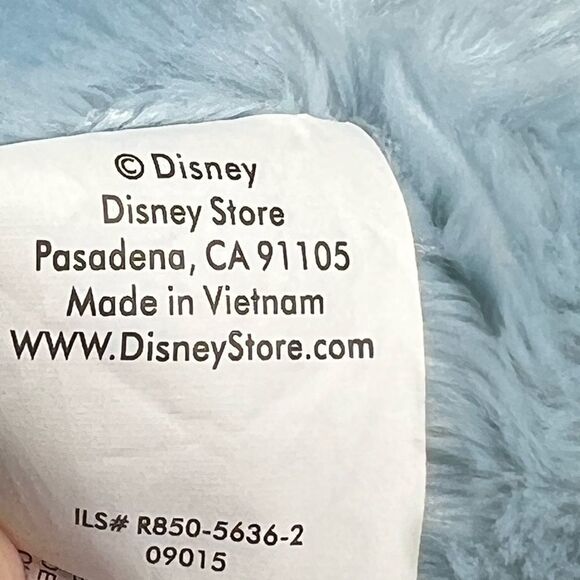 © Disney
Disney Store
Pasadena, CA 91105
Made in Vietnam
WWW.DisneyStore.com
ILS# R850-5636-2
09015